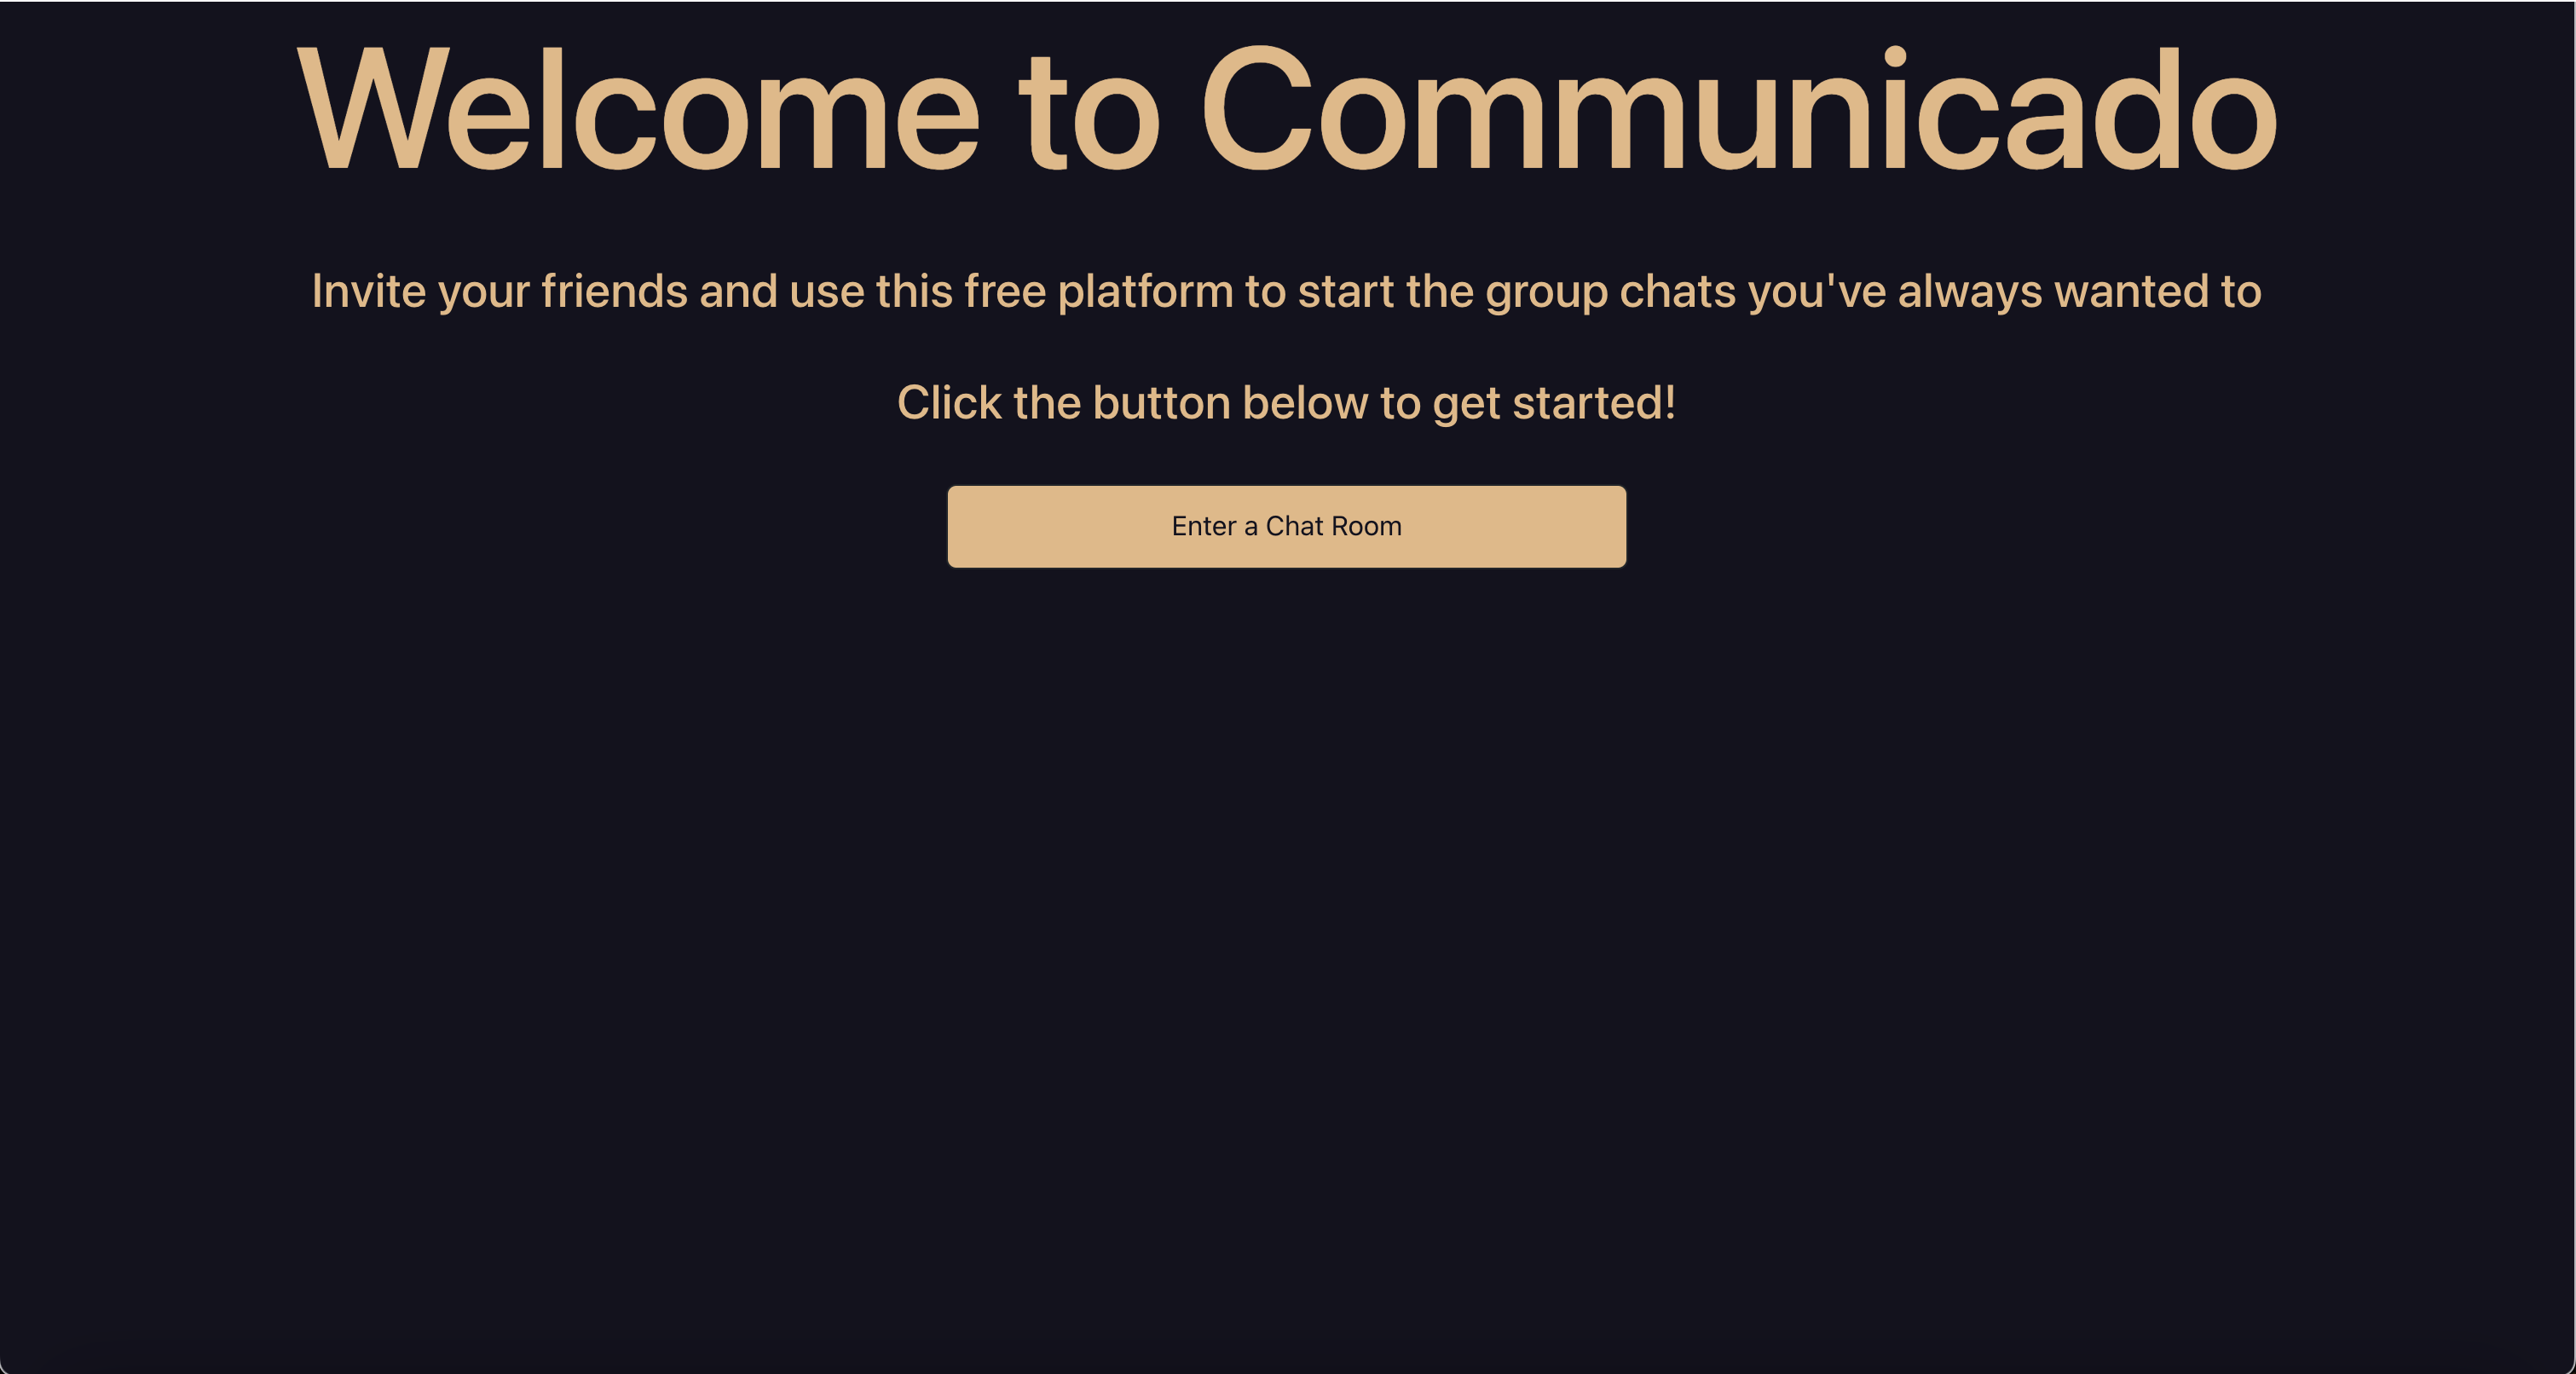 Welcome to Communicado
Invite your friends and use this free platform to start the group chats you've always wanted to
Click the button below to get started!
Enter a Chat Room